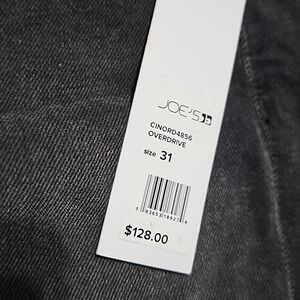 JOE'S
CINORD4856
OVERDRIVE
size 31
$128.00